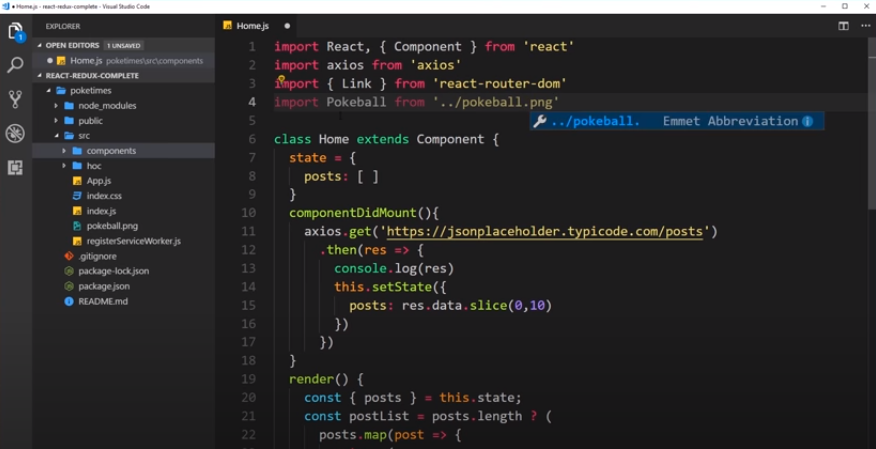 Home.js - react-redux-complete - Visual Studio Code
EXPLORER
OPEN EDITORS 1 UNSAVED
Home.js poketimes\src\components
REACT-REDUX-COMPLETE
poketimes
node_modules
public
src
components
hoc
App.js
index.css
index.js
pokeball.png
registerServiceWorker.js
.gitignore
package-lock.json
package.json
README.md
1
Home.js
1 import React, { Component } from 'react'
2 import axios from 'axios'
3 import { Link } from 'react-router-dom'
4 import Pokeball from '../pokeball.png'
../pokeball. Emmet Abbreviation
5
6 class Home extends Component {
7 state = {
8 posts: [ ]
9 }
10 componentDidMount(){
11 axios.get('https://jsonplaceholder.typicode.com/posts')
12 .then(res => {
13 console.log(res)
14 this.setState({
15 posts: res.data.slice(0,10)
16 })
17 })
18 }
19 render() {
20 const { posts } = this.state;
21 const postList = posts.length ? (
22 posts.map(post => {